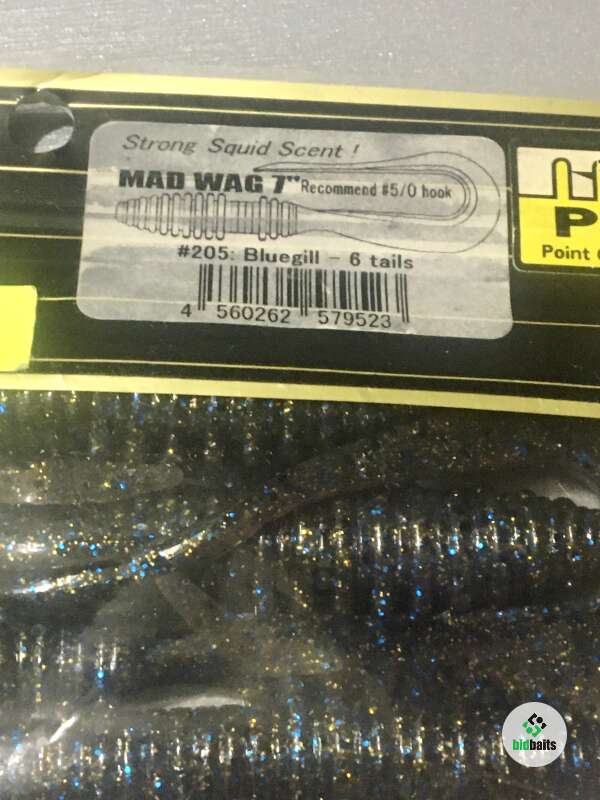 Strong Squid Scent !
MAD WAG 7" Recommend #5/0 hook
#205: Bluegill - 6 tails
4 560262 579523
P
Point
bidbaits